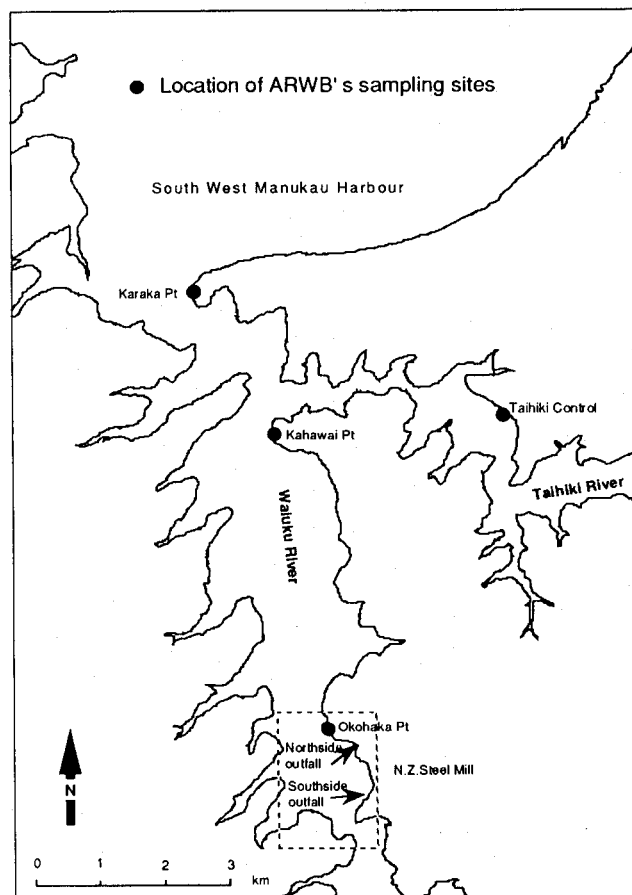 Location of ARWB's sampling sites
South West Manukau Harbour
Karaka Pt
Taihiki Control
Kahawai Pt
Taihiki River
Waiuku River
Okohaka Pt
Northside
outfall
N.Z.Steel Mill
Southside
outfall
N
0 1 2 3
km